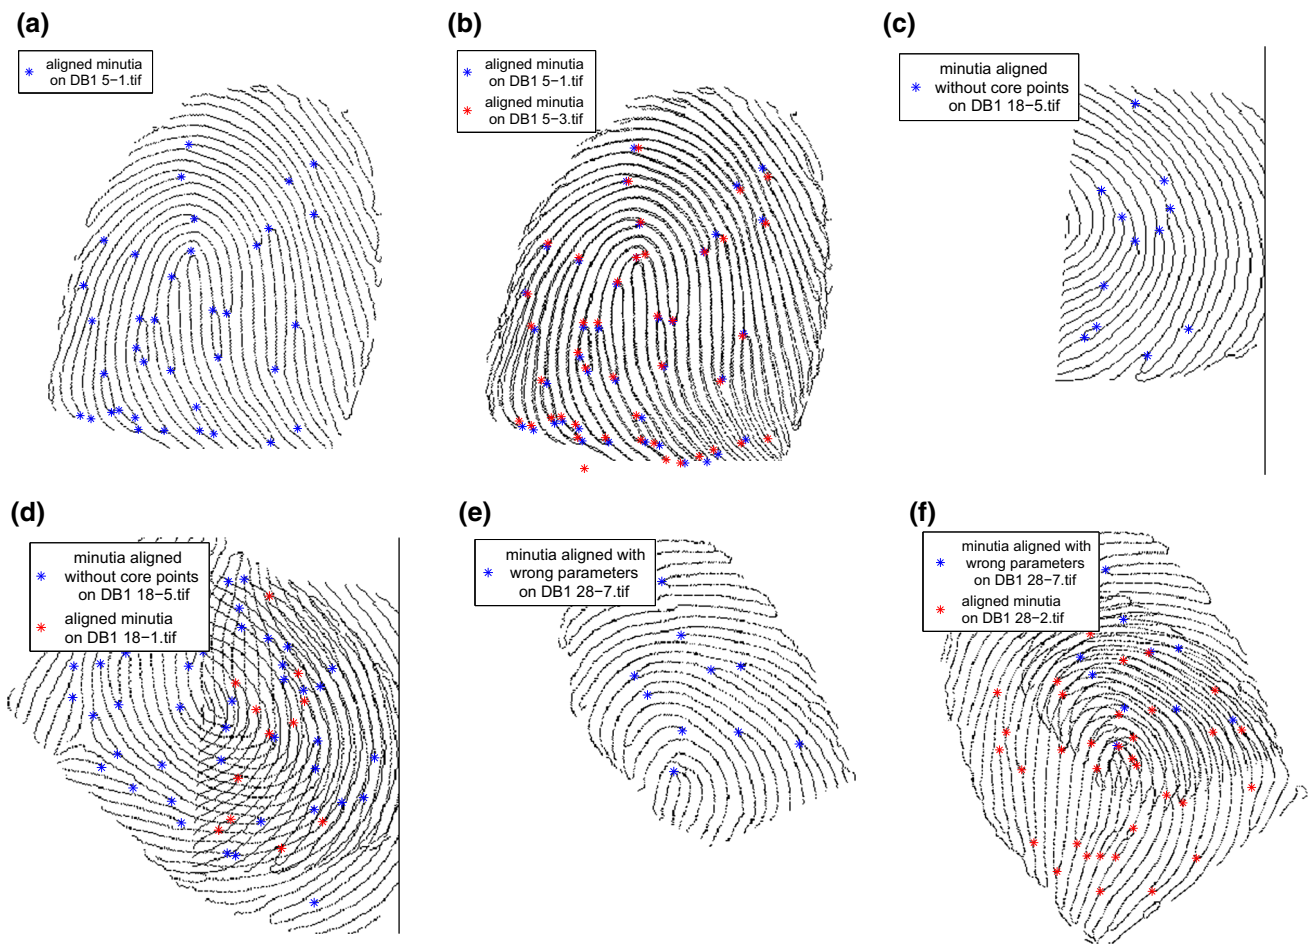 (a)
aligned minutia
on DB1 5−1.tif
(b)
aligned minutia
on DB1 5−1.tif
aligned minutia
on DB1 5−3.tif
(c)
minutia aligned
without core points
on DB1 18−5.tif
(d)
minutia aligned
without core points
on DB1 18−5.tif
aligned minutia
on DB1 18−1.tif
(e)
minutia aligned with
wrong parameters
on DB1 28−7.tif
(f)
minutia aligned with
wrong parameters
on DB1 28−7.tif
aligned minutia
on DB1 28−2.tif